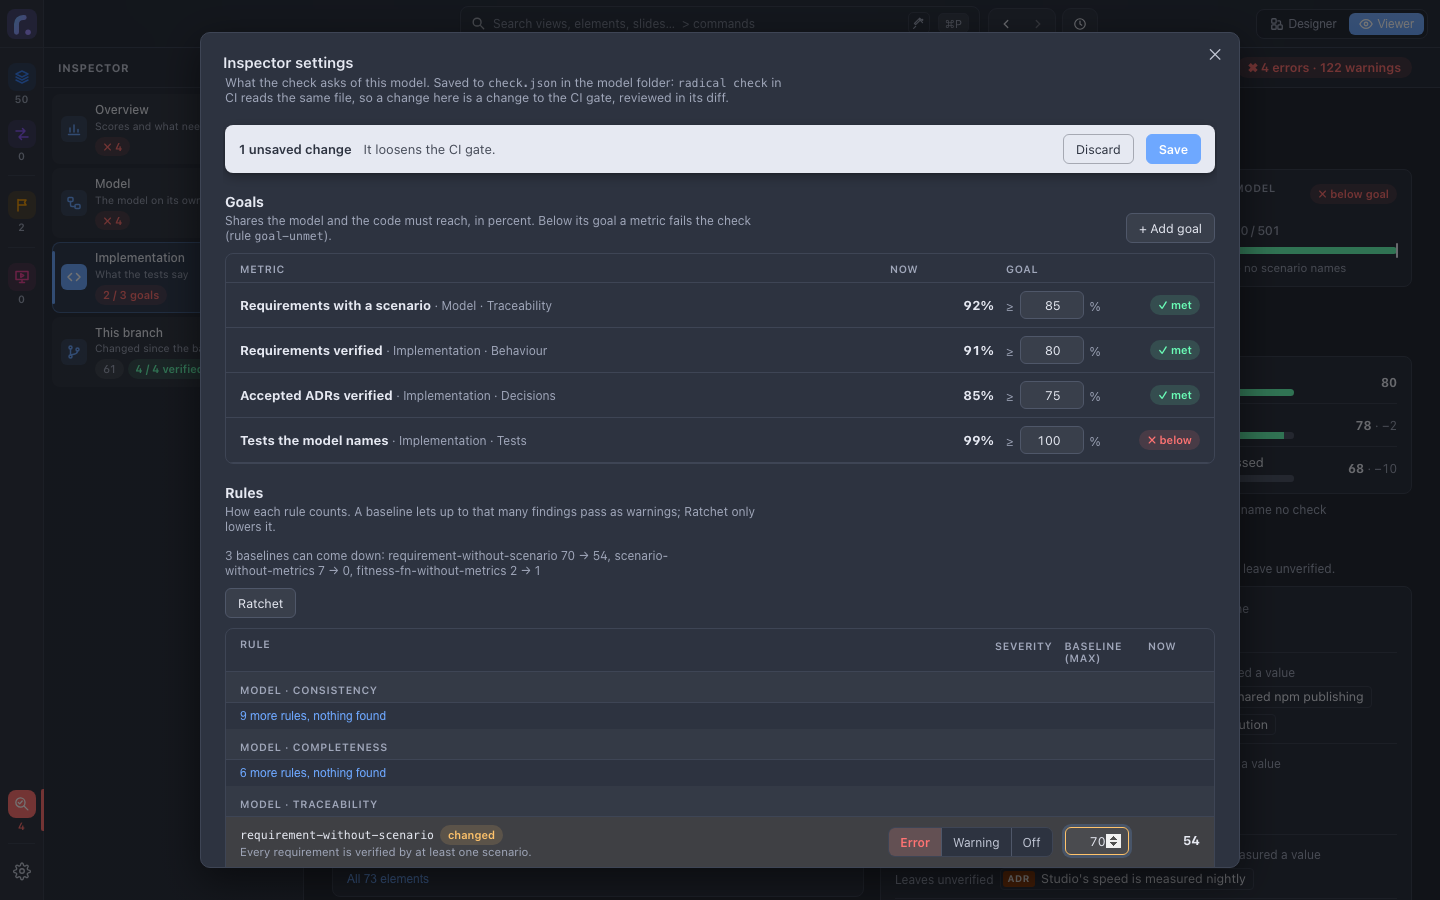 Search views, elements, slides... > commands
⌘P
Designer
Viewer
INSPECTOR
4 errors · 122 warnings
50
0
2
0
4
Overview
Scores and what nee
✕ 4
Model
The model on its own
✕ 4
Implementation
What the tests say
2 / 3 goals
This branch
Changed since the ba
61
4 / 4 verified
Inspector settings
What the check asks of this model. Saved to check.json in the model folder: radical check in
CI reads the same file, so a change here is a change to the CI gate, reviewed in its diff.
1 unsaved change It loosens the CI gate.
Discard
Save
Goals
Shares the model and the code must reach, in percent. Below its goal a metric fails the check
(rule goal-unmet).
+ Add goal
METRIC NOW GOAL
Requirements with a scenario · Model · Traceability 92% ≥ 85 % ✓ met
Requirements verified · Implementation · Behaviour 91% ≥ 80 % ✓ met
Accepted ADRs verified · Implementation · Decisions 85% ≥ 75 % ✓ met
Tests the model names · Implementation · Tests 99% ≥ 100 % ✕ below
Rules
How each rule counts. A baseline lets up to that many findings pass as warnings; Ratchet only
lowers it.
3 baselines can come down: requirement-without-scenario 70 → 54, scenario-
without-metrics 7 → 0, fitness-fn-without-metrics 2 → 1
Ratchet
RULE SEVERITY BASELINE (MAX) NOW
MODEL · CONSISTENCY
9 more rules, nothing found
MODEL · COMPLETENESS
6 more rules, nothing found
MODEL · TRACEABILITY
requirement-without-scenario changed
Every requirement is verified by at least one scenario.
Error Warning Off 70 54
MODEL
✕ below goal
0 / 501
no scenario names
80
78 · −2
ssed
68 · −10
name no check
leave unverified.
ue
ed a value
hared npm publishing
ution
a value
asured a value
All 73 elements
Leaves unverified ADR Studio's speed is measured nightly